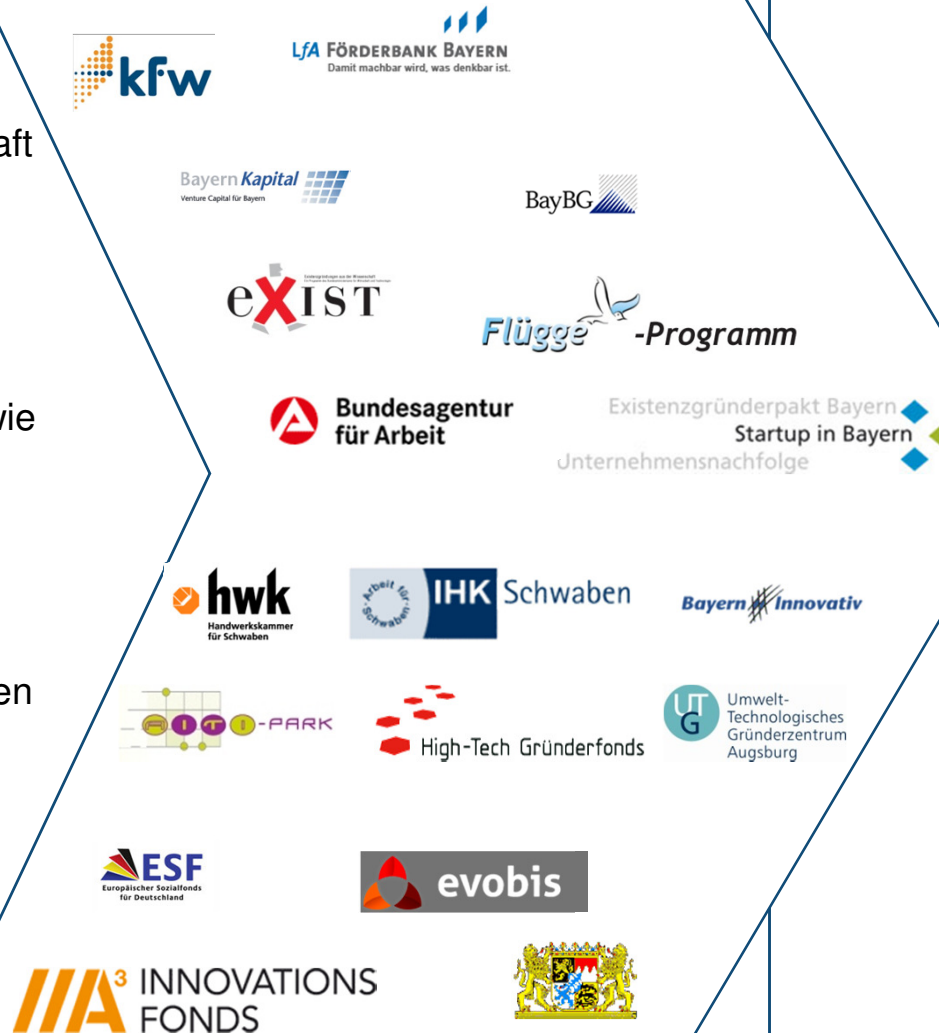 kfw
LfA FÖRDERBANK BAYERN
Damit machbar wird, was denkbar ist.
aft
Bayern Kapital
Venture Capital für Bayern
BayBG
eXIST
Flügge -Programm
wie
Bundesagentur
für Arbeit
Existenzgründerpakt Bayern
Startup in Bayern
Unternehmensnachfolge
hwk
Handwerkskammer
für Schwaben
Arbeit für Schwaben
IHK Schwaben
Bayern Innovativ
en
aiti-PARK
High-Tech Gründerfonds
UTG
Umwelt-
Technologisches
Gründerzentrum
Augsburg
ESF
Europäischer Sozialfonds
für Deutschland
evobis
A³ INNOVATIONS
FONDS